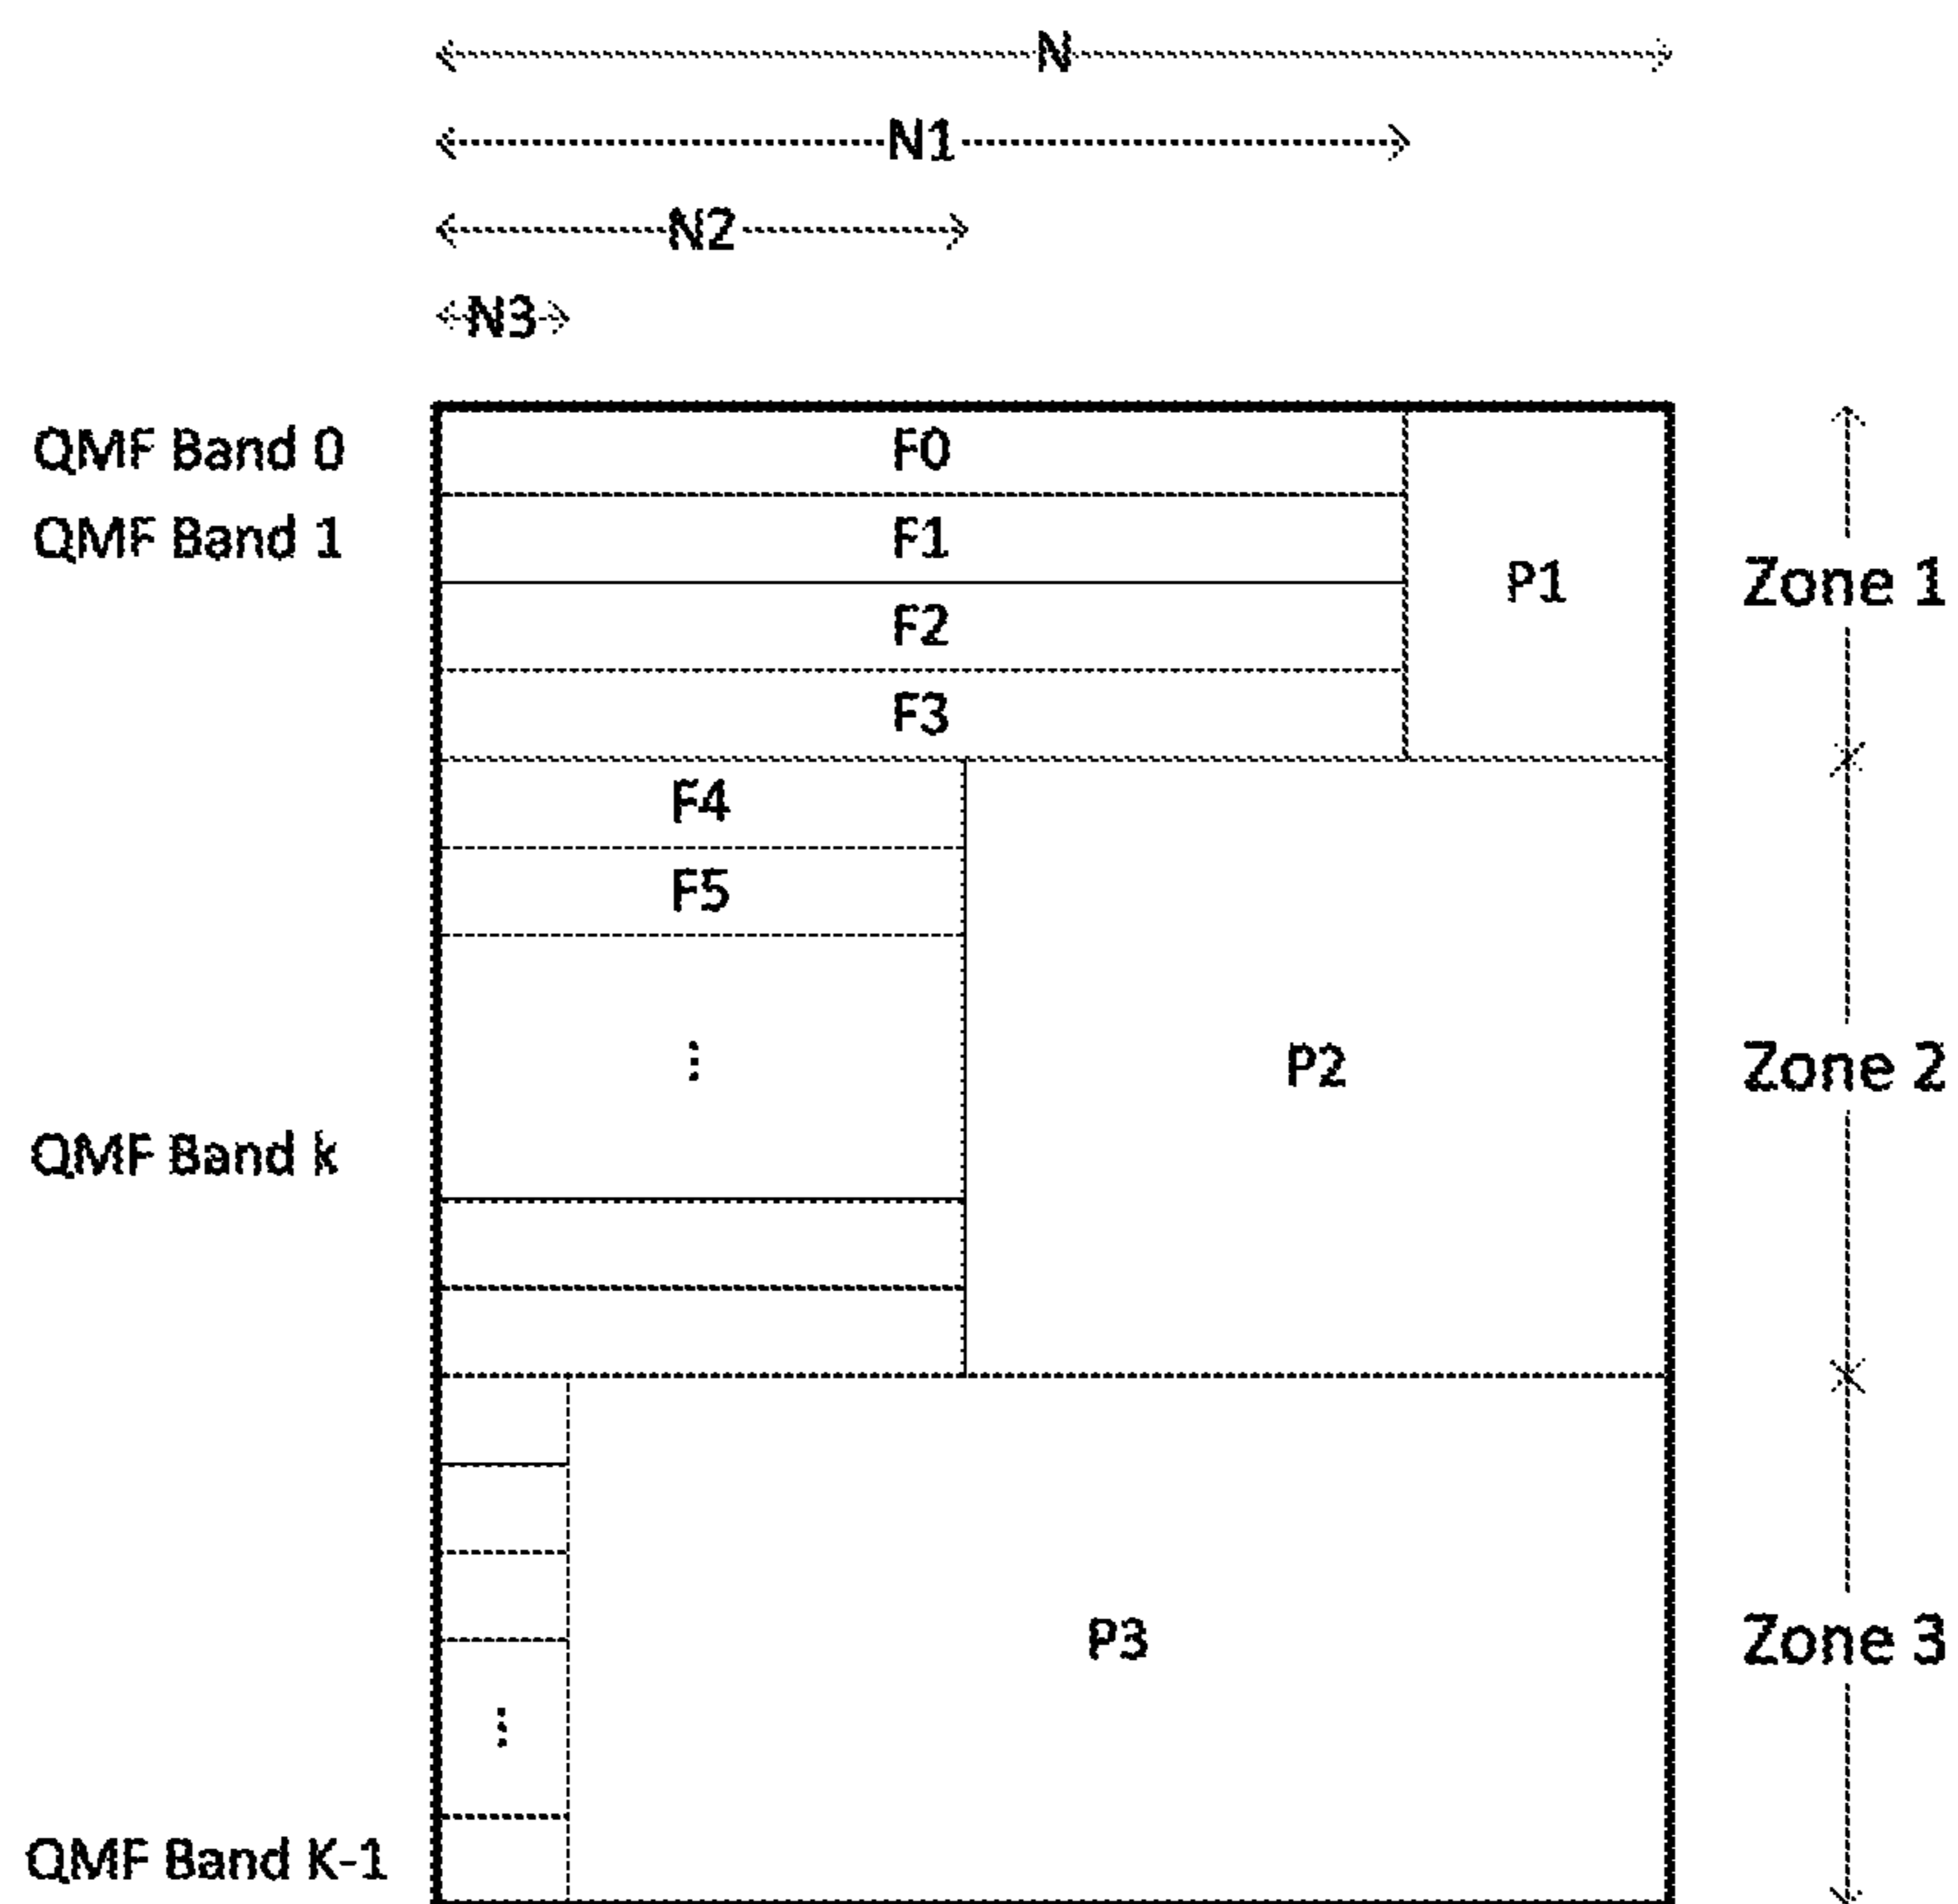 N
N1
N2
N3
QMF Band 0 F0
QMF Band 1 F1
P1 Zone 1
F2
F3
F4
F5
:
P2 Zone 2
QMF Band k
P3 Zone 3
:
QMF Band K-1